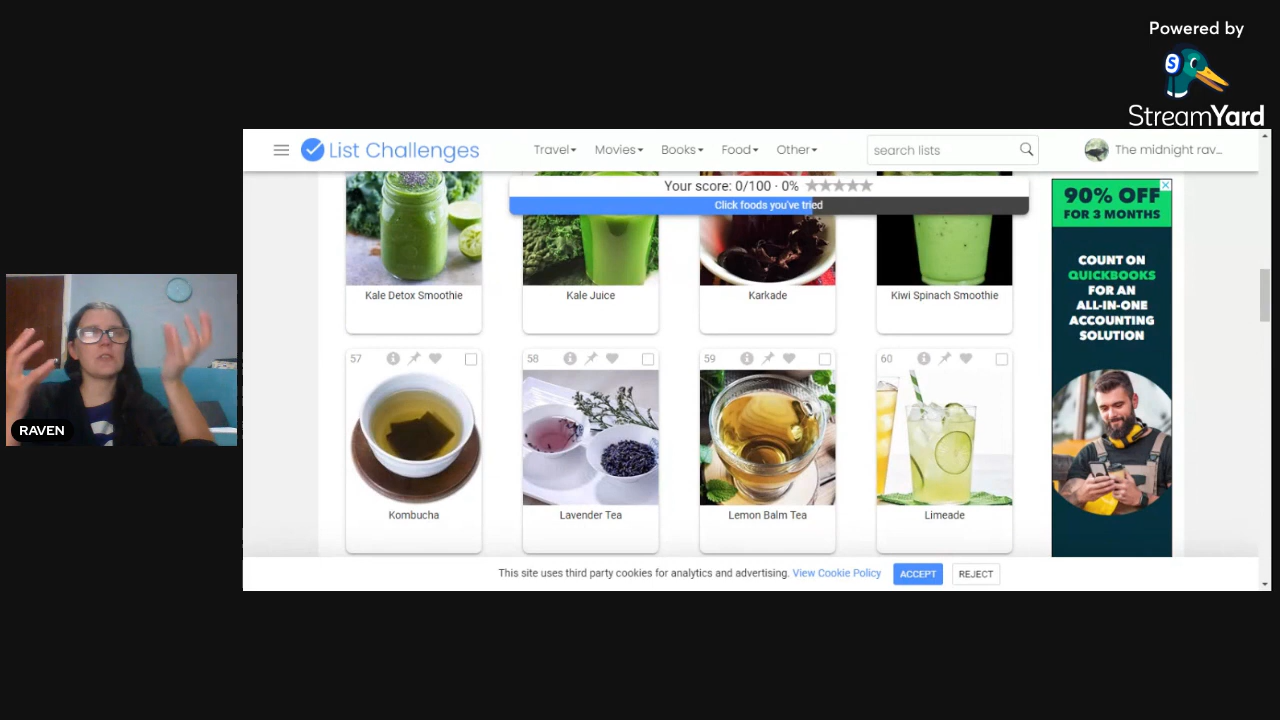 Powered by
StreamYard
List Challenges
Travel
Movies
Books
Food
Other
search lists
The midnight rav...
Your score: 0/100 · 0%
Click foods you've tried
Kale Detox Smoothie
Kale Juice
Karkade
Kiwi Spinach Smoothie
57
58
59
60
Kombucha
Lavender Tea
Lemon Balm Tea
Limeade
90% OFF
FOR 3 MONTHS
COUNT ON
QUICKBOOKS
FOR AN
ALL-IN-ONE
ACCOUNTING
SOLUTION
RAVEN
This site uses third party cookies for analytics and advertising. View Cookie Policy
ACCEPT
REJECT